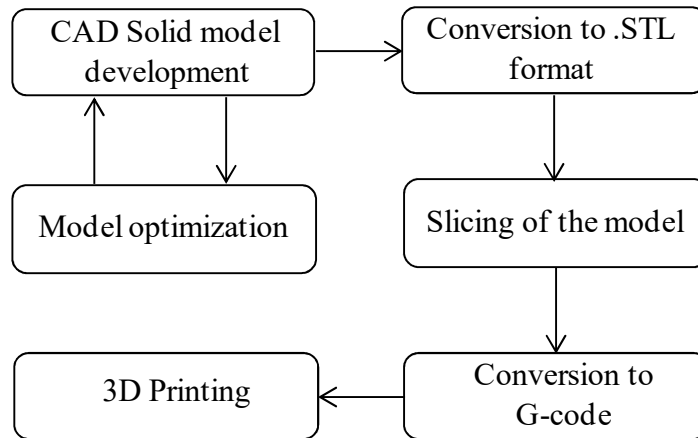 CAD Solid model
development
Conversion to .STL
format
Model optimization
Slicing of the model
3D Printing
Conversion to
G-code